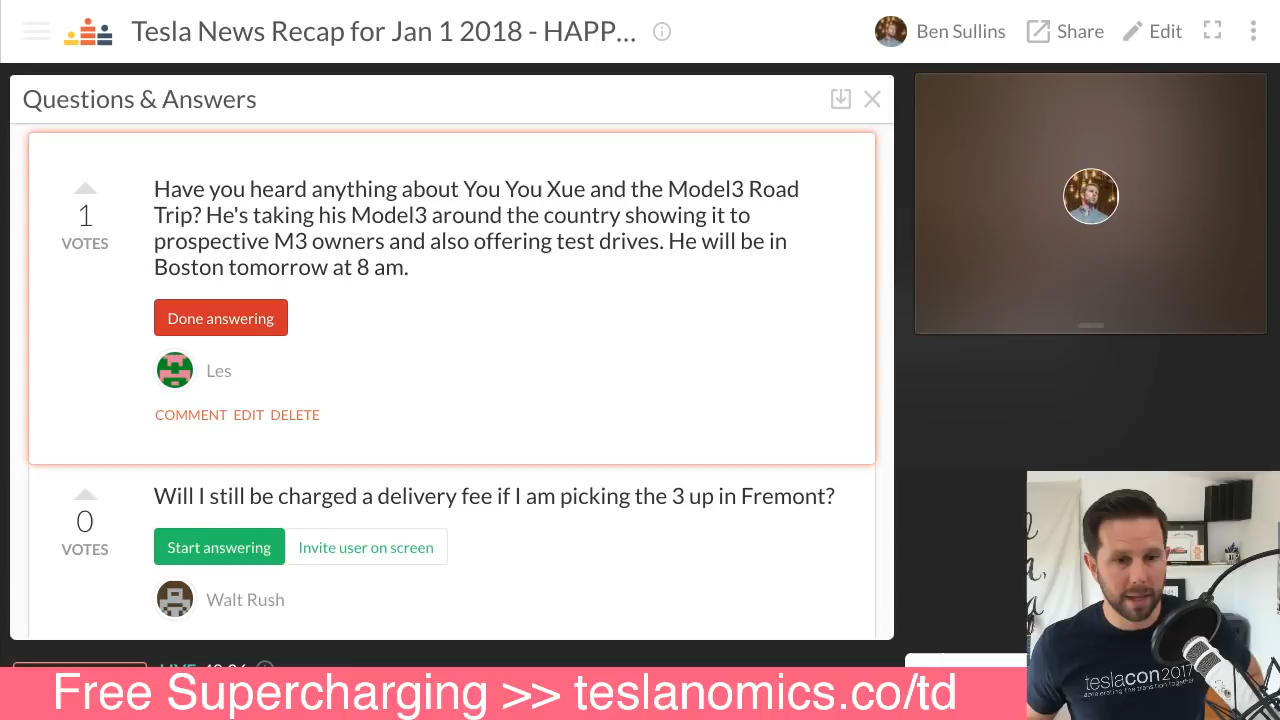 Tesla News Recap for Jan 1 2018 - HAPP...
Ben Sullins
Share
Edit
Questions & Answers
1
VOTES
Have you heard anything about You You Xue and the Model3 Road
Trip? He's taking his Model3 around the country showing it to
prospective M3 owners and also offering test drives. He will be in
Boston tomorrow at 8 am.
Done answering
Les
COMMENT EDIT DELETE
0
VOTES
Will I still be charged a delivery fee if I am picking the 3 up in Fremont?
Start answering
Invite user on screen
Walt Rush
Free Supercharging >> teslanomics.co/td
teslacon2017